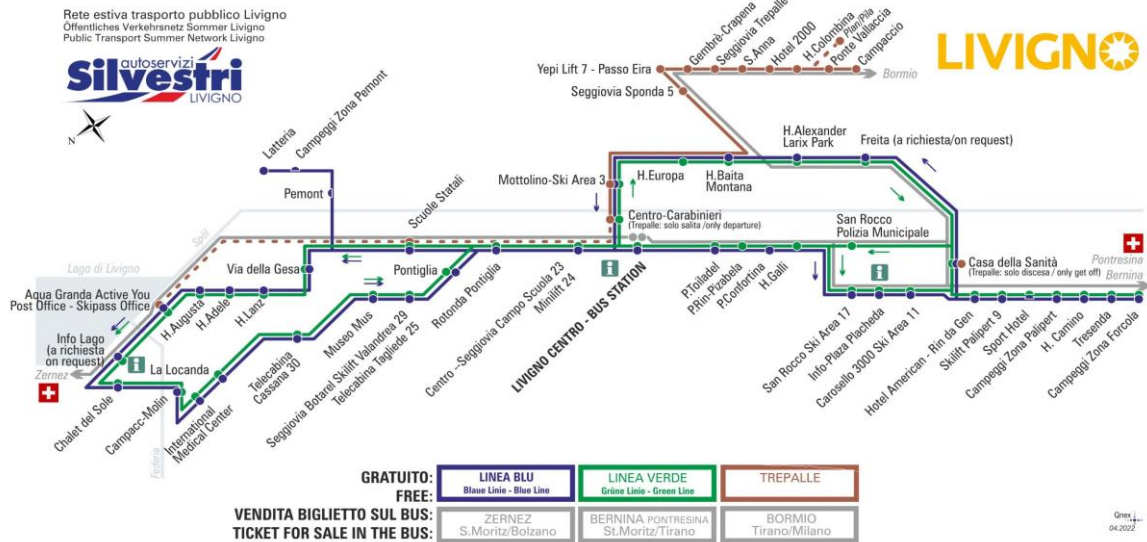 Rete estiva trasporto pubblico Livigno
Öffentliches Verkehrsnetz Sommer Livigno
Public Transport Summer Network Livigno
autoservizi
Silvestri
LIVIGNO
N
LIVIGNO
Gembrè-Crapena
Seggiovia Trepalle
S.Anna
Hotel 2000
H.Colombina
Plan/Pila
Ponte Vallaccia
Campaccio
Yepi Lift 7 - Passo Eira
Bormio
Seggiovia Sponda 5
Latteria
Campeggi Zona Pemont
Pemont
Scuole Statali
Mottolino-Ski Area 3
H.Europa
H.Baita
Montana
H.Alexander
Larix Park
Freita (a richiesta/on request)
Centro-Carabinieri
(Trepalle: solo salita /only departure)
San Rocco
Polizia Municipale
Spöl
Lago di Livigno
Via della Gesa
Pontiglia
Casa della Sanità
(Trepalle: solo discesa / only get off)
Pontresina
Bernina
Aqua Granda Active You
Post Office - Skipass Office
H.Augusta
H.Adele
H.Lanz
Info Lago
(a richiesta
on request)
Zernez
La Locanda
Chalet del Sole
Campacc-Molin
Federia
International
Medical Center
Telecabina
Cassana 30
Museo Mus
Seggiovia Botarel Skilift Valandrea 29
Telecabina Tagliede 25
Rotonda Pontiglia
Centro --Seggiovia Campo Scuola 23
Minilift 24
LIVIGNO CENTRO - BUS STATION
P.Toiladel
P.Rin-Pizabela
P.Confortina
H.Galli
San Rocco Ski Area 17
Info-Plaza Placheda
Carosello 3000 Ski Area 11
Hotel American - Rin da Gen
Skilift Palipert 9
Sport Hotel
Campeggi Zona Palipert
H. Camino
Tresenda
Campeggi Zona Forcola
GRATUITO:
FREE:
LINEA BLU
Blaue Linie - Blue Line
LINEA VERDE
Grüne Linie - Green Line
TREPALLE
VENDITA BIGLIETTO SUL BUS:
TICKET FOR SALE IN THE BUS:
ZERNEZ
S.Moritz/Bolzano
BERNINA PONTRESINA
St.Moritz/Tirano
BORMIO
Tirano/Milano
Qnex
04.2022